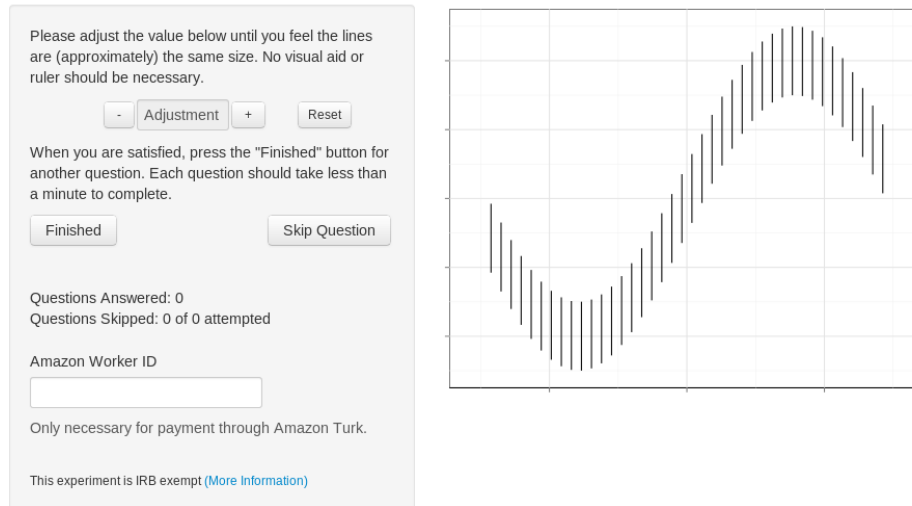 Please adjust the value below until you feel the lines
are (approximately) the same size. No visual aid or
ruler should be necessary.
- Adjustment + Reset
When you are satisfied, press the "Finished" button for
another question. Each question should take less than
a minute to complete.
Finished Skip Question
Questions Answered: 0
Questions Skipped: 0 of 0 attempted
Amazon Worker ID
Only necessary for payment through Amazon Turk.
This experiment is IRB exempt (More Information)